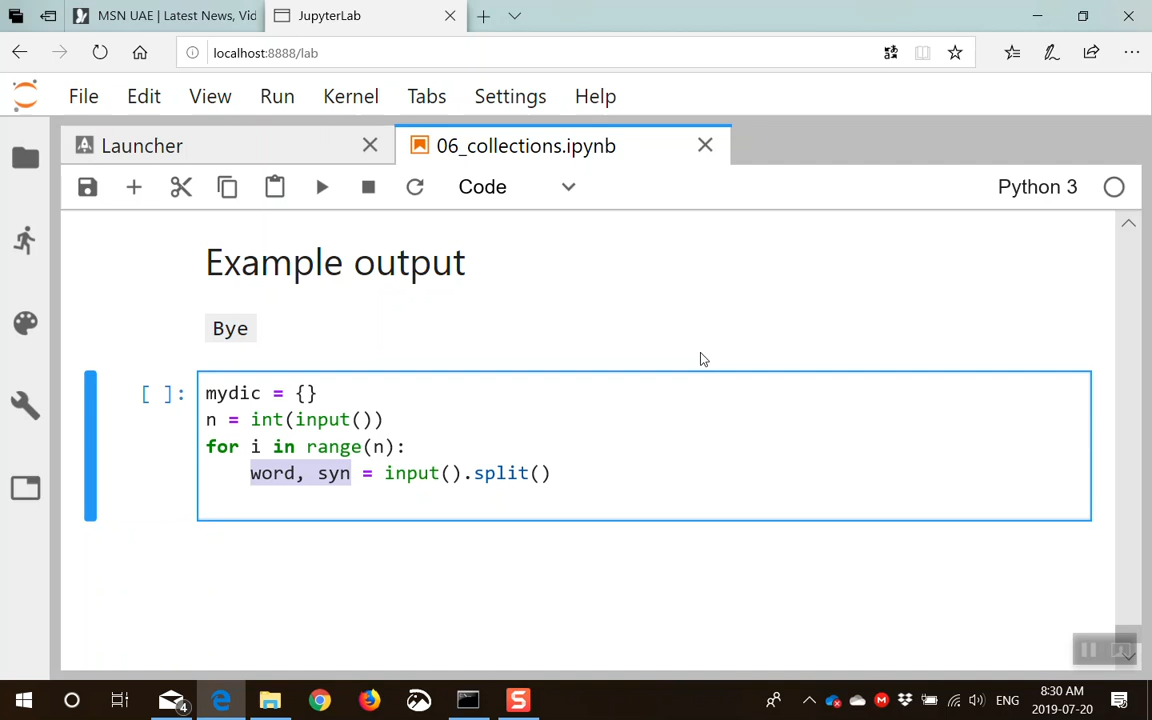 MSN UAE | Latest News, Vid
JupyterLab
localhost:8888/lab
File Edit View Run Kernel Tabs Settings Help
Launcher
06_collections.ipynb
Code
Python 3
Example output
Bye
[ ]:
mydic = {}
n = int(input())
for i in range(n):
    word, syn = input().split()
4
S
M
ENG
8:30 AM
2019-07-20